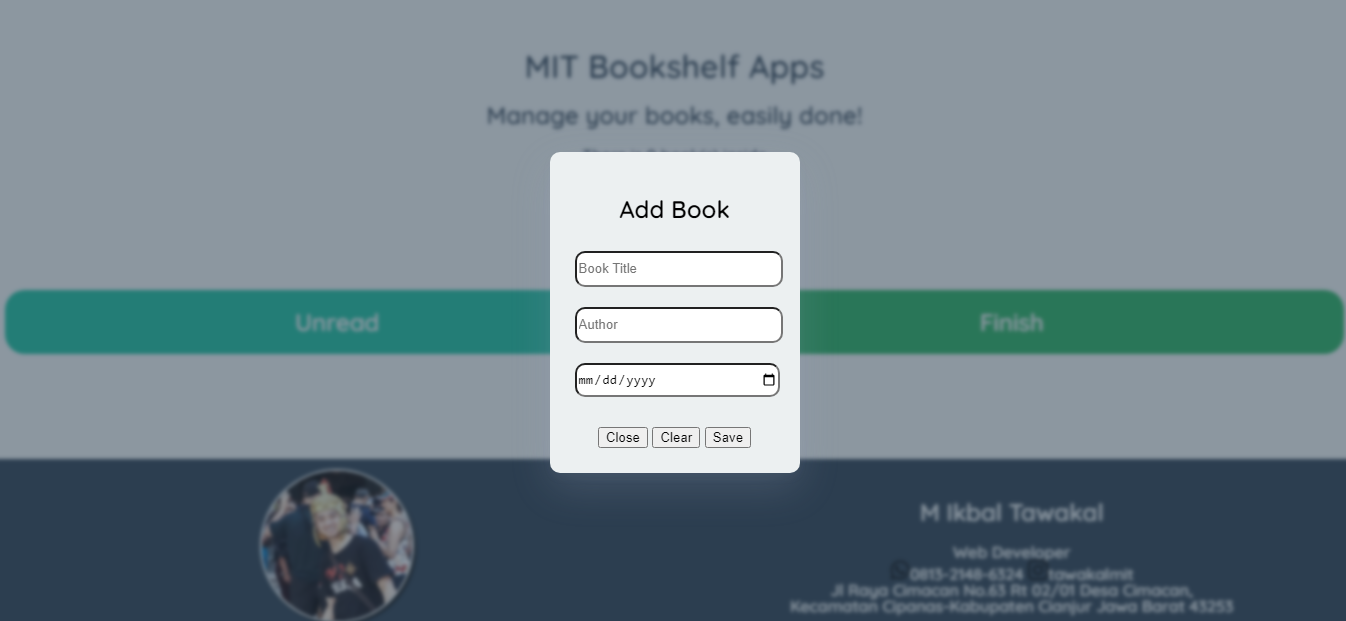 MIT Bookshelf Apps
Manage your books, easily done!
Add Book
Book Title
Author
mm/dd/yyyy
Close Clear Save
Unread
Finish
M Ikbal Tawakal
Web Developer
0813-2148-6324 tawakalmit
Jl Raya Cimacan No.63 Rt 02/01 Desa Cimacan,
Kecamatan Cipanas-Kabupaten Cianjur Jawa Barat 43253